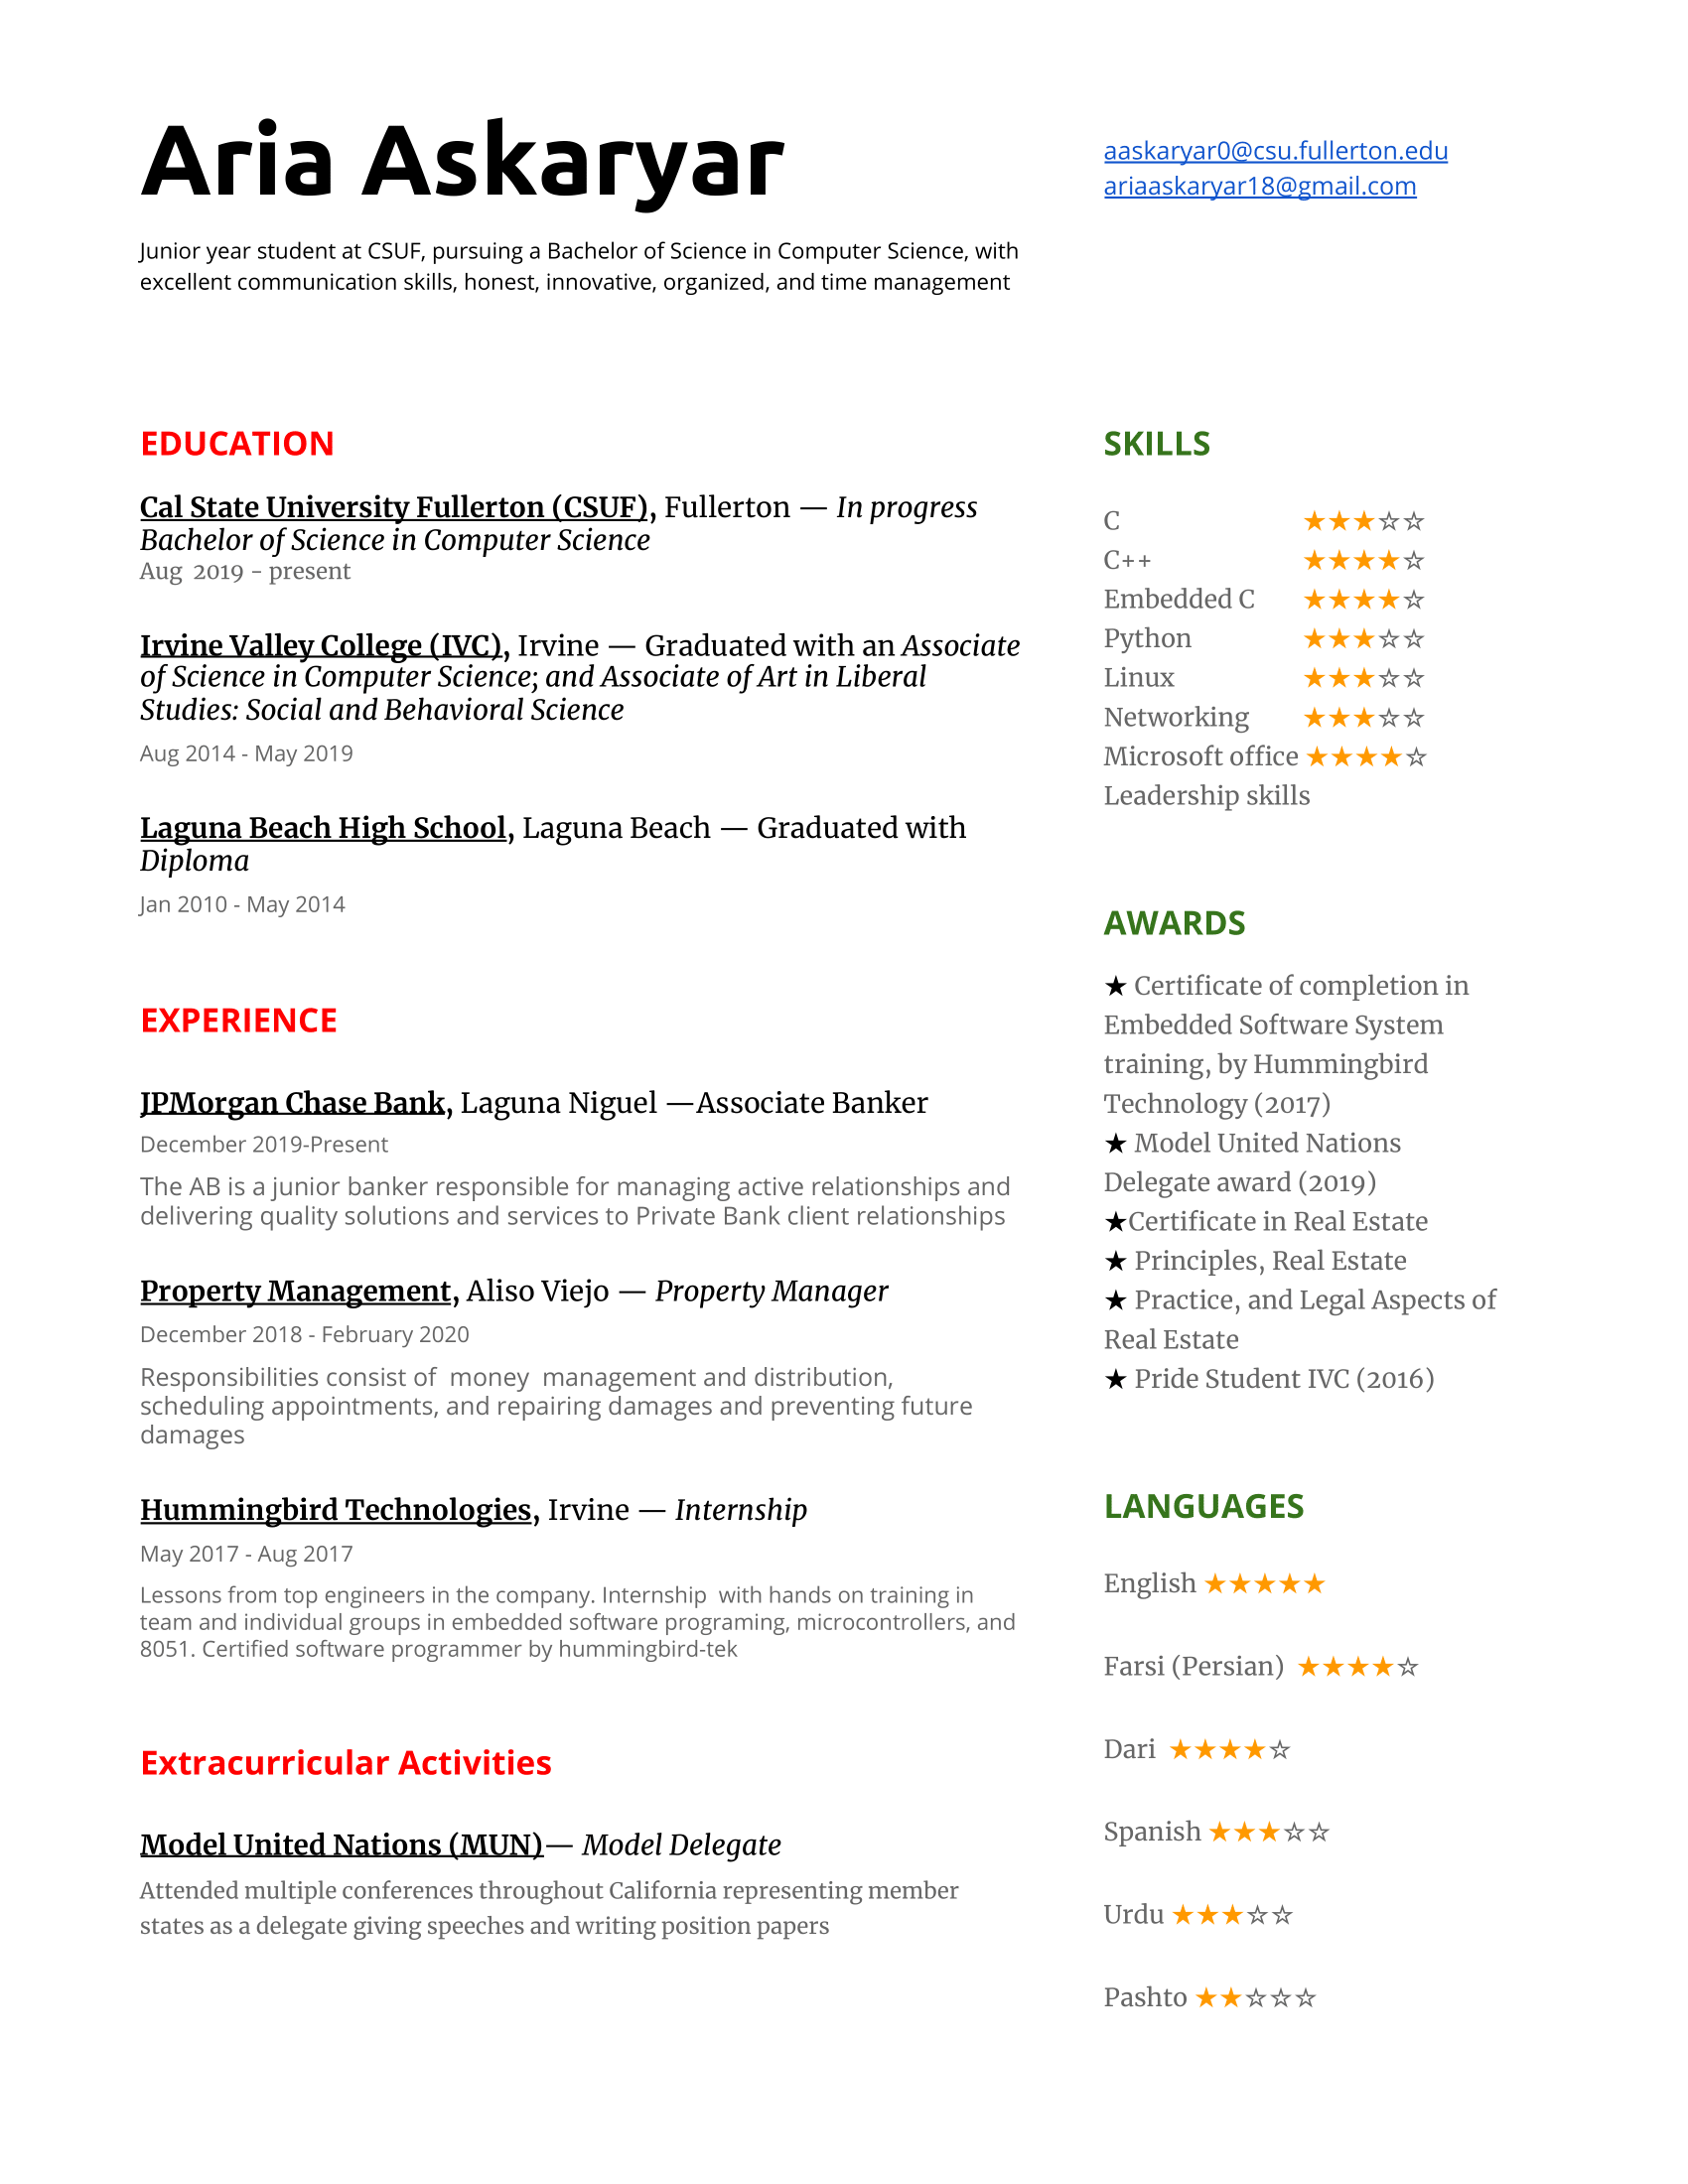 Aria Askaryar
aaskaryar0@csu.fullerton.edu
ariaaskaryar18@gmail.com
Junior year student at CSUF, pursuing a Bachelor of Science in Computer Science, with
excellent communication skills, honest, innovative, organized, and time management
EDUCATION
Cal State University Fullerton (CSUF), Fullerton — In progress
Bachelor of Science in Computer Science
Aug  2019 - present
Irvine Valley College (IVC), Irvine — Graduated with an Associate
of Science in Computer Science; and Associate of Art in Liberal
Studies: Social and Behavioral Science
Aug 2014 - May 2019
Laguna Beach High School, Laguna Beach — Graduated with
Diploma
Jan 2010 - May 2014
EXPERIENCE
JPMorgan Chase Bank, Laguna Niguel —Associate Banker
December 2019-Present
The AB is a junior banker responsible for managing active relationships and
delivering quality solutions and services to Private Bank client relationships
Property Management, Aliso Viejo — Property Manager
December 2018 - February 2020
Responsibilities consist of  money  management and distribution,
scheduling appointments, and repairing damages and preventing future
damages
Hummingbird Technologies, Irvine — Internship
May 2017 - Aug 2017
Lessons from top engineers in the company. Internship  with hands on training in
team and individual groups in embedded software programing, microcontrollers, and
8051. Certified software programmer by hummingbird-tek
Extracurricular Activities
Model United Nations (MUN)— Model Delegate
Attended multiple conferences throughout California representing member
states as a delegate giving speeches and writing position papers
SKILLS
C ★★★☆☆
C++ ★★★★☆
Embedded C ★★★★☆
Python ★★★☆☆
Linux ★★★☆☆
Networking ★★★☆☆
Microsoft office ★★★★☆
Leadership skills
AWARDS
★ Certificate of completion in
Embedded Software System
training, by Hummingbird
Technology (2017)
★ Model United Nations
Delegate award (2019)
★Certificate in Real Estate
★ Principles, Real Estate
★ Practice, and Legal Aspects of
Real Estate
★ Pride Student IVC (2016)
LANGUAGES
English ★★★★★
Farsi (Persian) ★★★★☆
Dari ★★★★☆
Spanish ★★★☆☆
Urdu ★★★☆☆
Pashto ★★☆☆☆